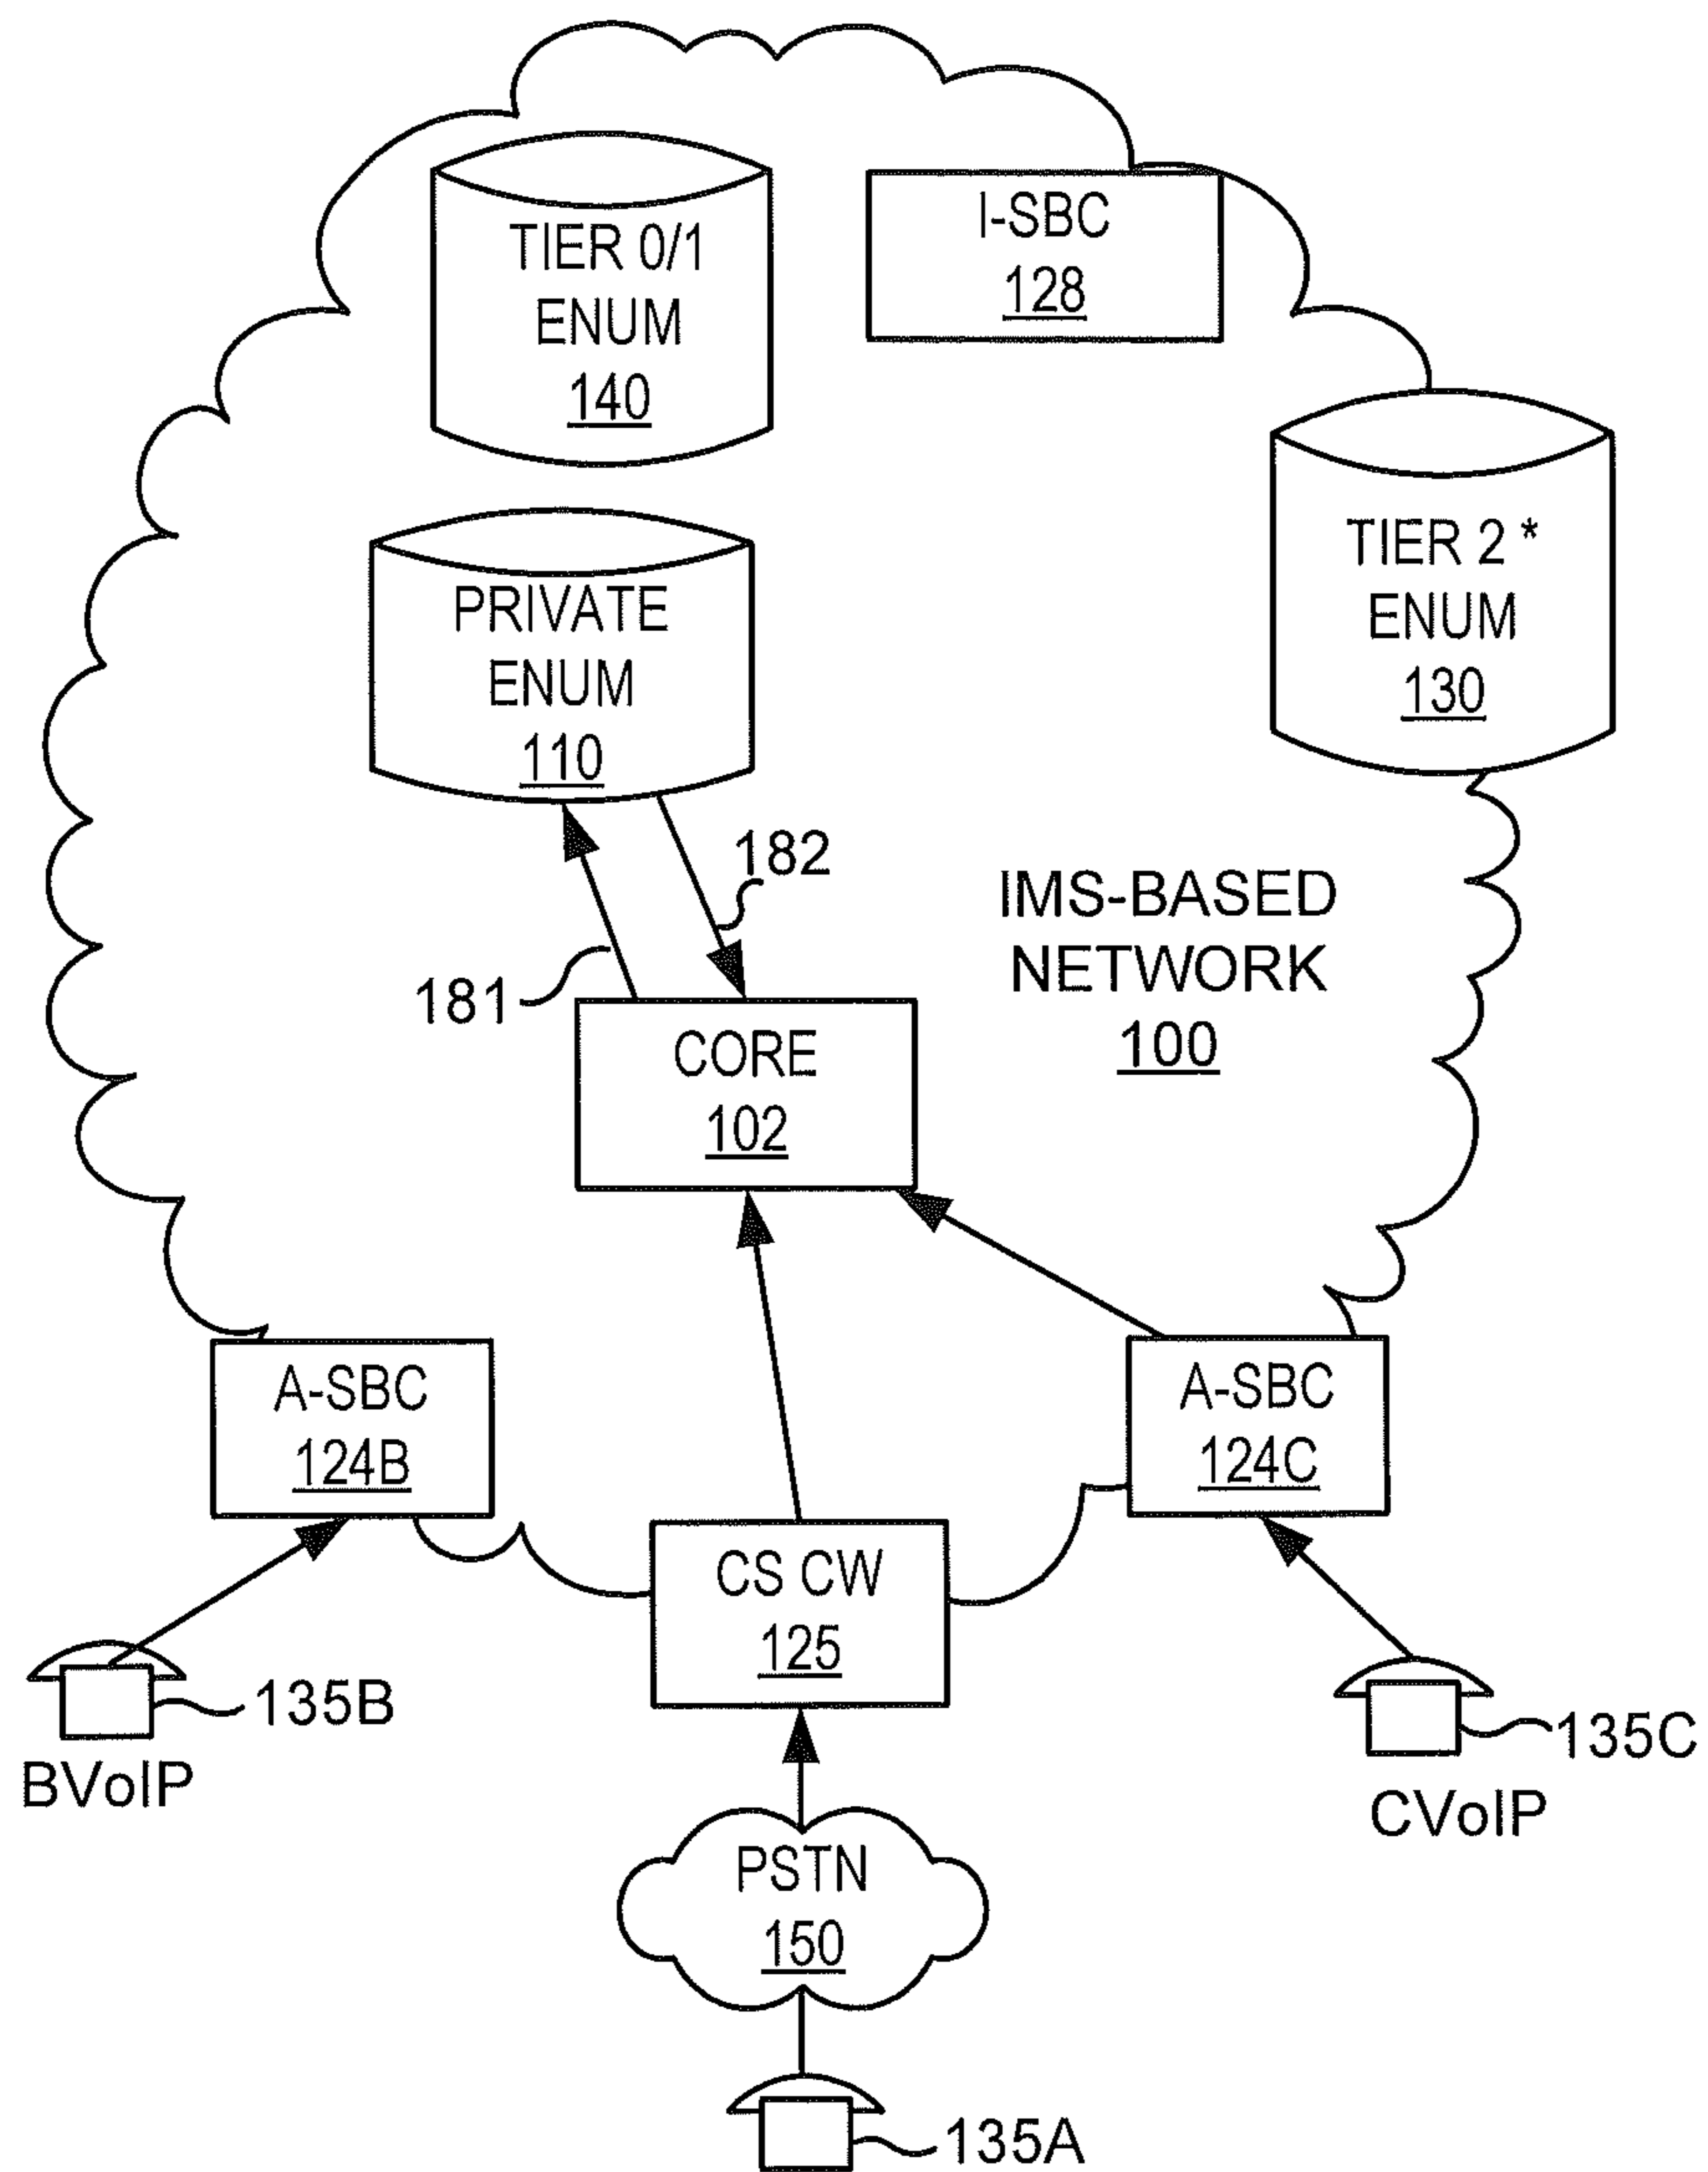 TIER 0/1
ENUM
140
I-SBC
128
TIER 2 *
ENUM
130
PRIVATE
ENUM
110
182
181
IMS-BASED
NETWORK
100
CORE
102
A-SBC
124B
A-SBC
124C
CS CW
125
135B
BVoIP
135C
CVoIP
PSTN
150
135A